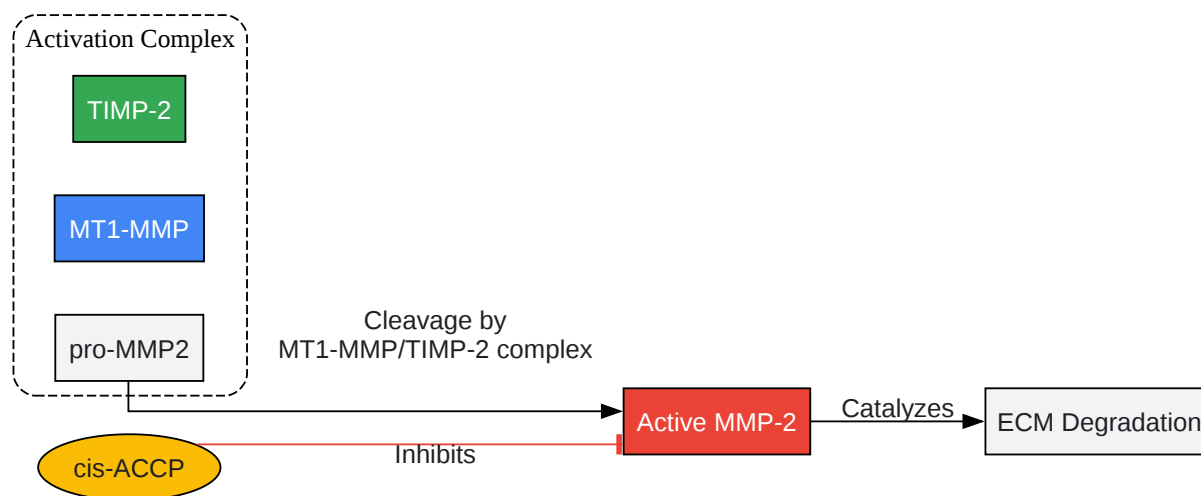 Activation Complex
TIMP-2
MT1-MMP
pro-MMP2
Cleavage by
MT1-MMP/TIMP-2 complex
Active MMP-2
Catalyzes
ECM Degradation
cis-ACCP
Inhibits